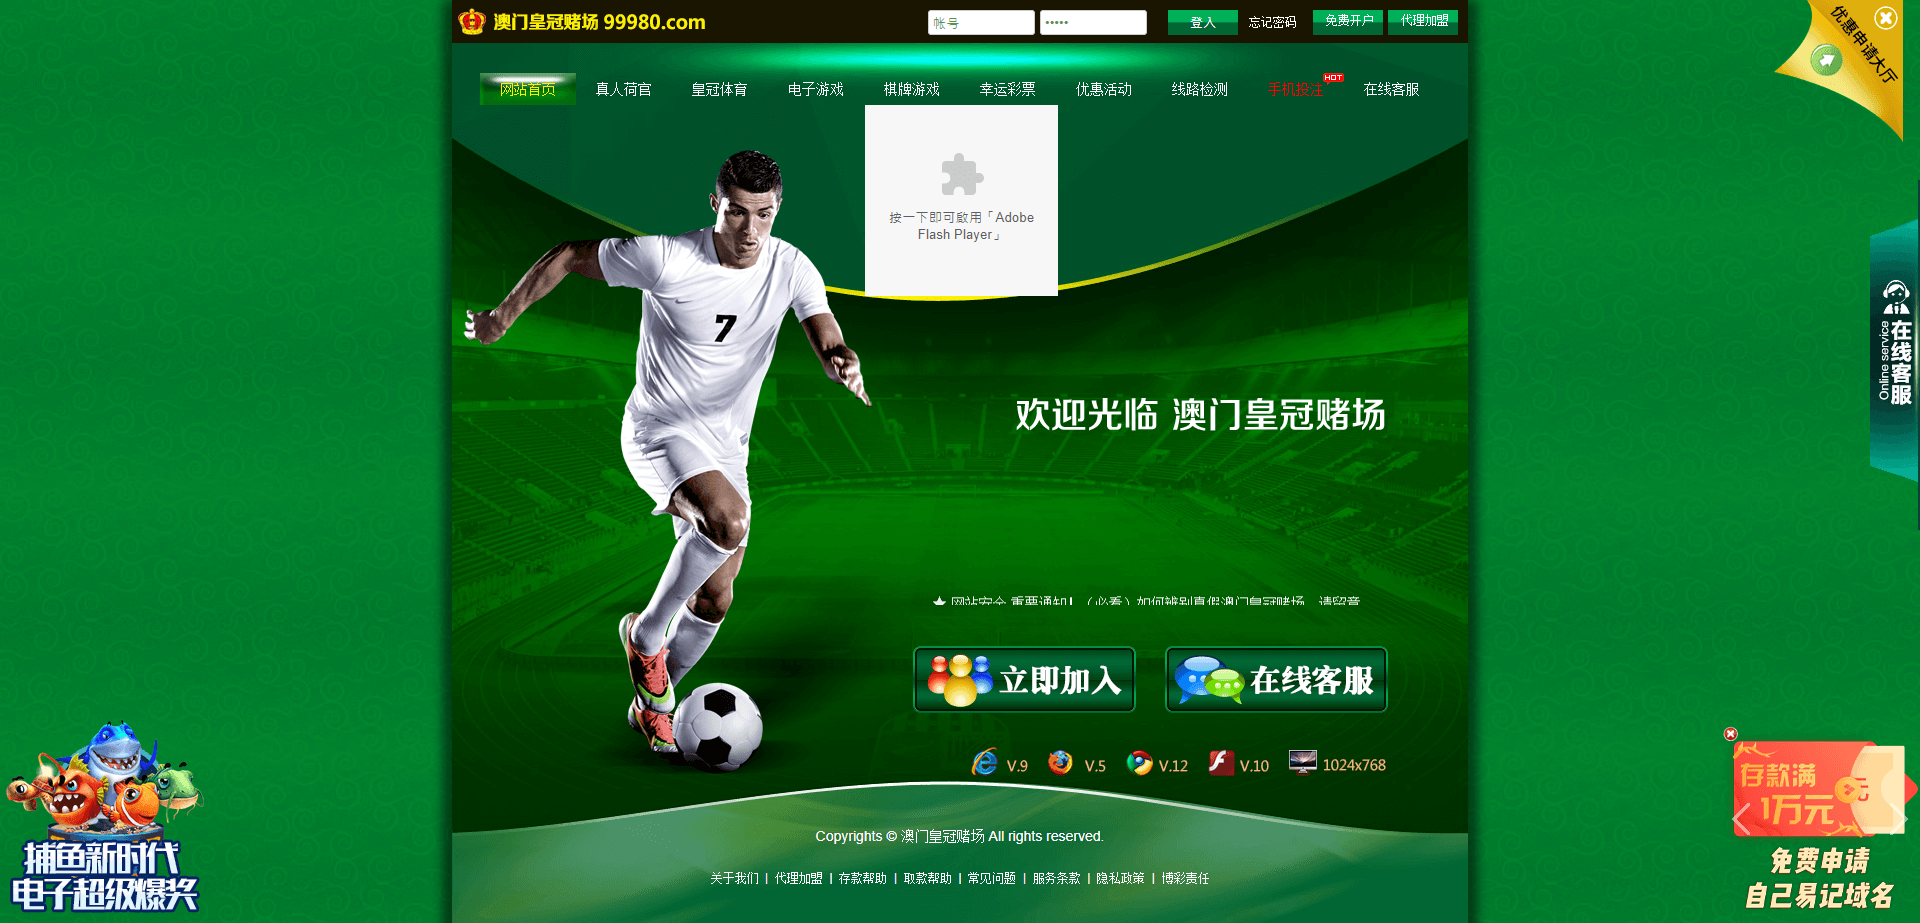 澳门皇冠赌场 99980.com
帐号
登入
忘记密码
免费开户
代理加盟
优惠申请大厅
网站首页
真人荷官
皇冠体育
电子游戏
棋牌游戏
幸运彩票
优惠活动
线路检测
手机投注
HOT
在线客服
按一下即可啟用「Adobe
Flash Player」
7
在线客服
Online service
欢迎光临 澳门皇冠赌场
★ 网站安全 重要通知！（必看）如何辨别真假澳门皇冠赌场，请留意
立即加入
在线客服
V.9
V.5
V.12
V.10
1024x768
存款满
1万元
元
免费申请
自己易记域名
捕鱼新时代
电子超级爆奖
Copyrights © 澳门皇冠赌场 All rights reserved.
关于我们 | 代理加盟 | 存款帮助 | 取款帮助 | 常见问题 | 服务条款 | 隐私政策 | 博彩责任